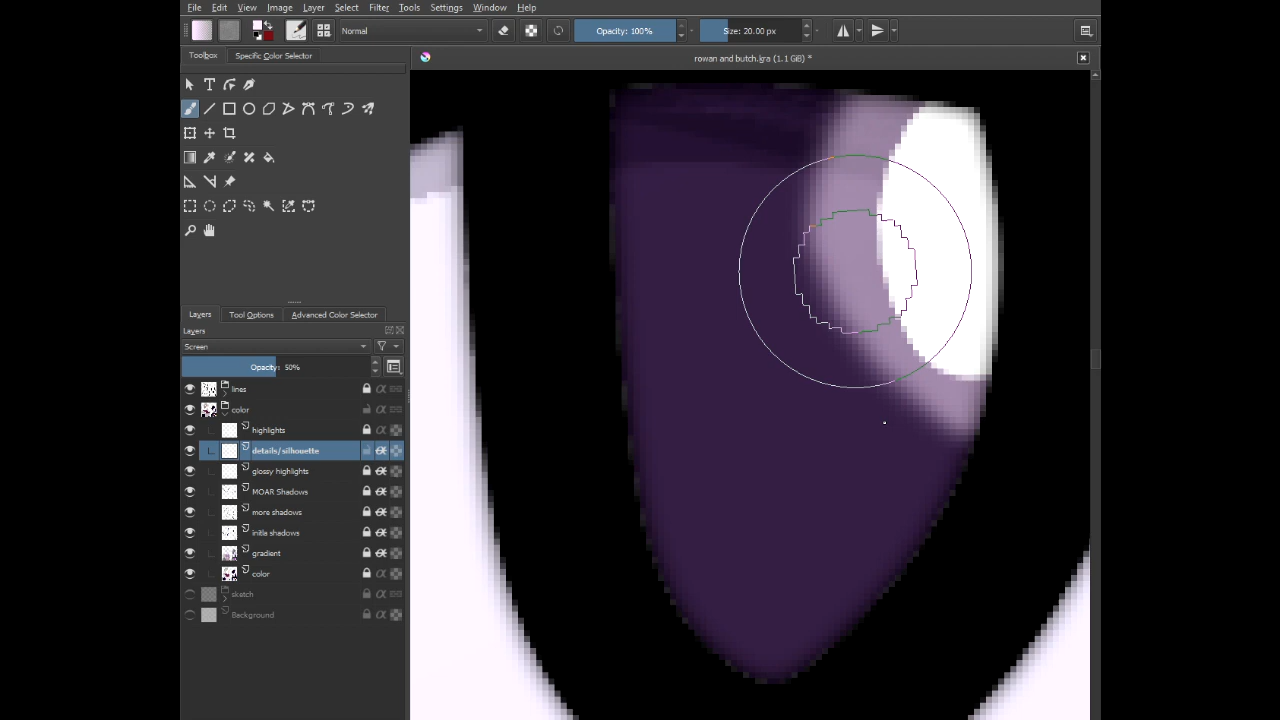 File Edit View Image Layer Select Filter Tools Settings Window Help
Normal Opacity: 100% Size: 20.00 px
Toolbox Specific Color Selector
rowan and butch.kra (1.1 GiB) *
Layers Tool Options Advanced Color Selector
Layers
Screen
Opacity: 50%
lines
color
highlights
details/silhouette
glossy highlights
MOAR Shadows
more shadows
initla shadows
gradient
color
sketch
Background